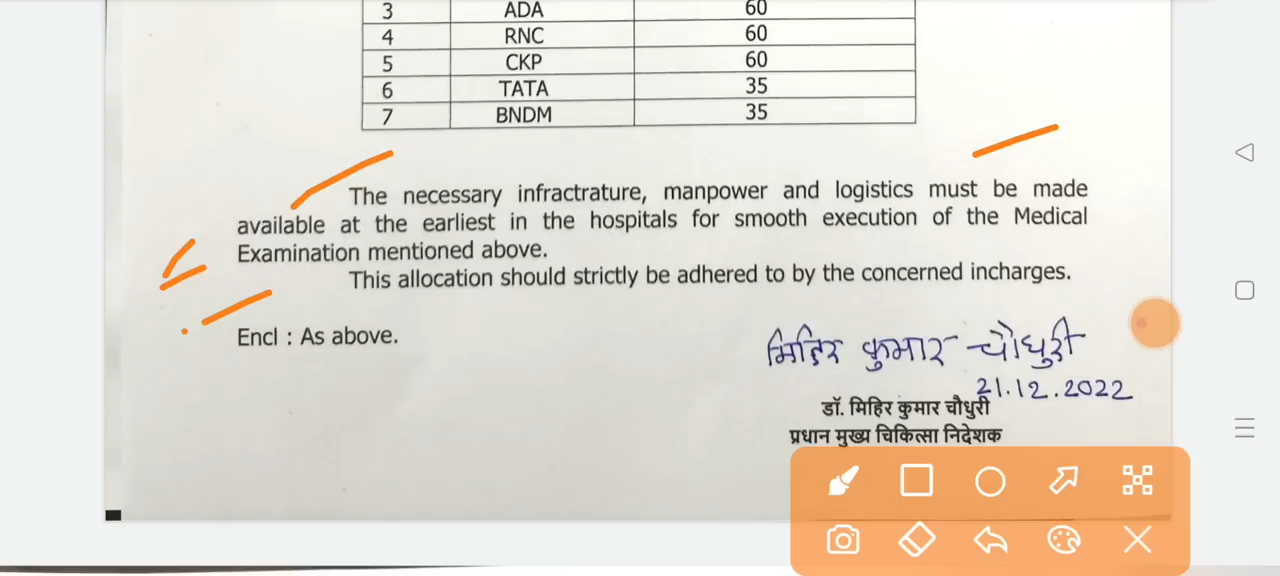 3 ADA 60
4 RNC 60
5 CKP 60
6 TATA 35
7 BNDM 35
The necessary infractrature, manpower and logistics must be made
available at the earliest in the hospitals for smooth execution of the Medical
Examination mentioned above.
This allocation should strictly be adhered to by the concerned incharges.
Encl : As above.
मिहिर कुमार चौधुरी
21.12.2022
डॉ. मिहिर कुमार चौधुरी
प्रधान मुख्य चिकित्सा निदेशक